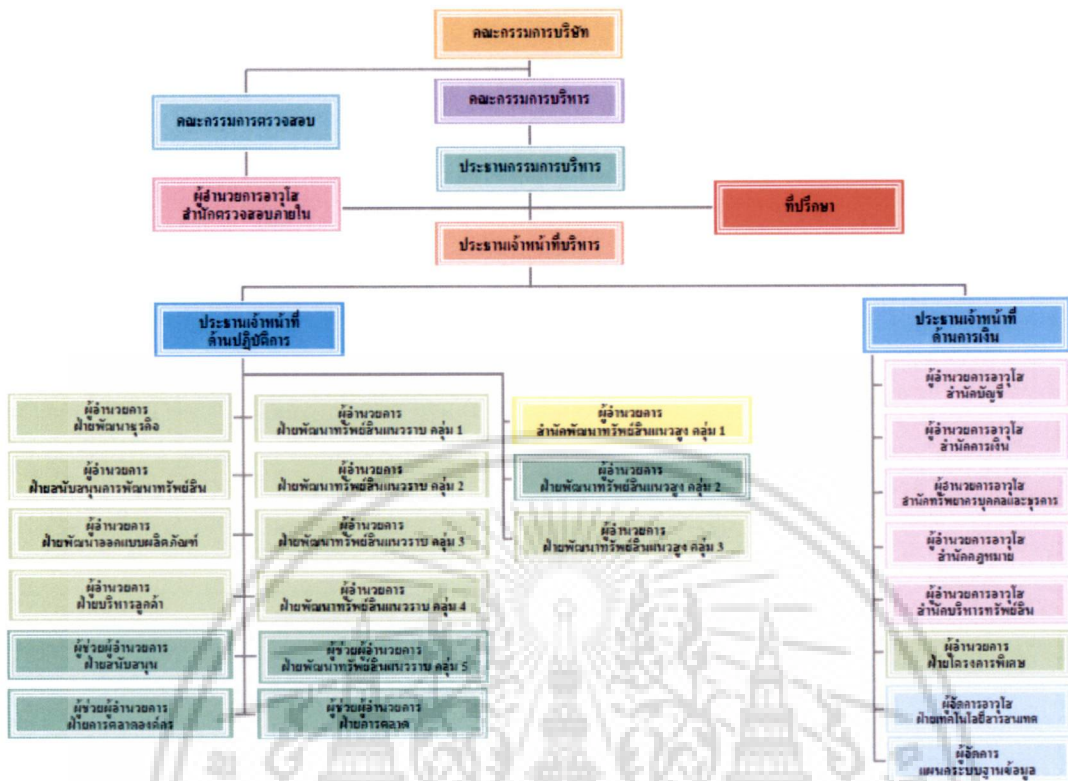 คณะกรรมการบริษัท
คณะกรรมการบริหาร
คณะกรรมการตรวจสอบ
ประธานกรรมการบริหาร
ผู้อำนวยการอาวุโส
สำนักตรวจสอบภายใน
ที่ปรึกษา
ประธานเจ้าหน้าที่บริหาร
ประธานเจ้าหน้าที่
ด้านปฏิบัติการ
ประธานเจ้าหน้าที่
ด้านการเงิน
ผู้อำนวยการ
ฝ่ายพัฒนาธุรกิจ
ผู้อำนวยการ
ฝ่ายสนับสนุนการพัฒนาทรัพย์สิน
ผู้อำนวยการ
ฝ่ายพัฒนาออกแบบผลิตภัณฑ์
ผู้อำนวยการ
ฝ่ายบริหารลูกค้า
ผู้ช่วยผู้อำนวยการ
ฝ่ายสนับสนุน
ผู้ช่วยผู้อำนวยการ
ฝ่ายการตลาดองค์กร
ผู้อำนวยการ
ฝ่ายพัฒนาทรัพย์สินแนวราบ กลุ่ม 1
ผู้อำนวยการ
ฝ่ายพัฒนาทรัพย์สินแนวราบ กลุ่ม 2
ผู้อำนวยการ
ฝ่ายพัฒนาทรัพย์สินแนวราบ กลุ่ม 3
ผู้อำนวยการ
ฝ่ายพัฒนาทรัพย์สินแนวราบ กลุ่ม 4
ผู้ช่วยผู้อำนวยการ
ฝ่ายพัฒนาทรัพย์สินแนวราบ กลุ่ม 5
ผู้ช่วยผู้อำนวยการ
ฝ่ายการตลาด
ผู้อำนวยการ
สำนักพัฒนาทรัพย์สินแนวสูง กลุ่ม 1
ผู้อำนวยการ
ฝ่ายพัฒนาทรัพย์สินแนวสูง กลุ่ม 2
ผู้อำนวยการ
ฝ่ายพัฒนาทรัพย์สินแนวสูง กลุ่ม 3
ผู้อำนวยการอาวุโส
สำนักบัญชี
ผู้อำนวยการอาวุโส
สำนักการเงิน
ผู้อำนวยการอาวุโส
สำนักทรัพยากรบุคคลและธุรการ
ผู้อำนวยการอาวุโส
สำนักกฎหมาย
ผู้อำนวยการอาวุโส
สำนักบริหารทรัพย์สิน
ผู้อำนวยการ
ฝ่ายโครงการพิเศษ
ผู้จัดการอาวุโส
ฝ่ายเทคโนโลยีสารสนเทศ
ผู้จัดการ
แผนกระบบฐานข้อมูล